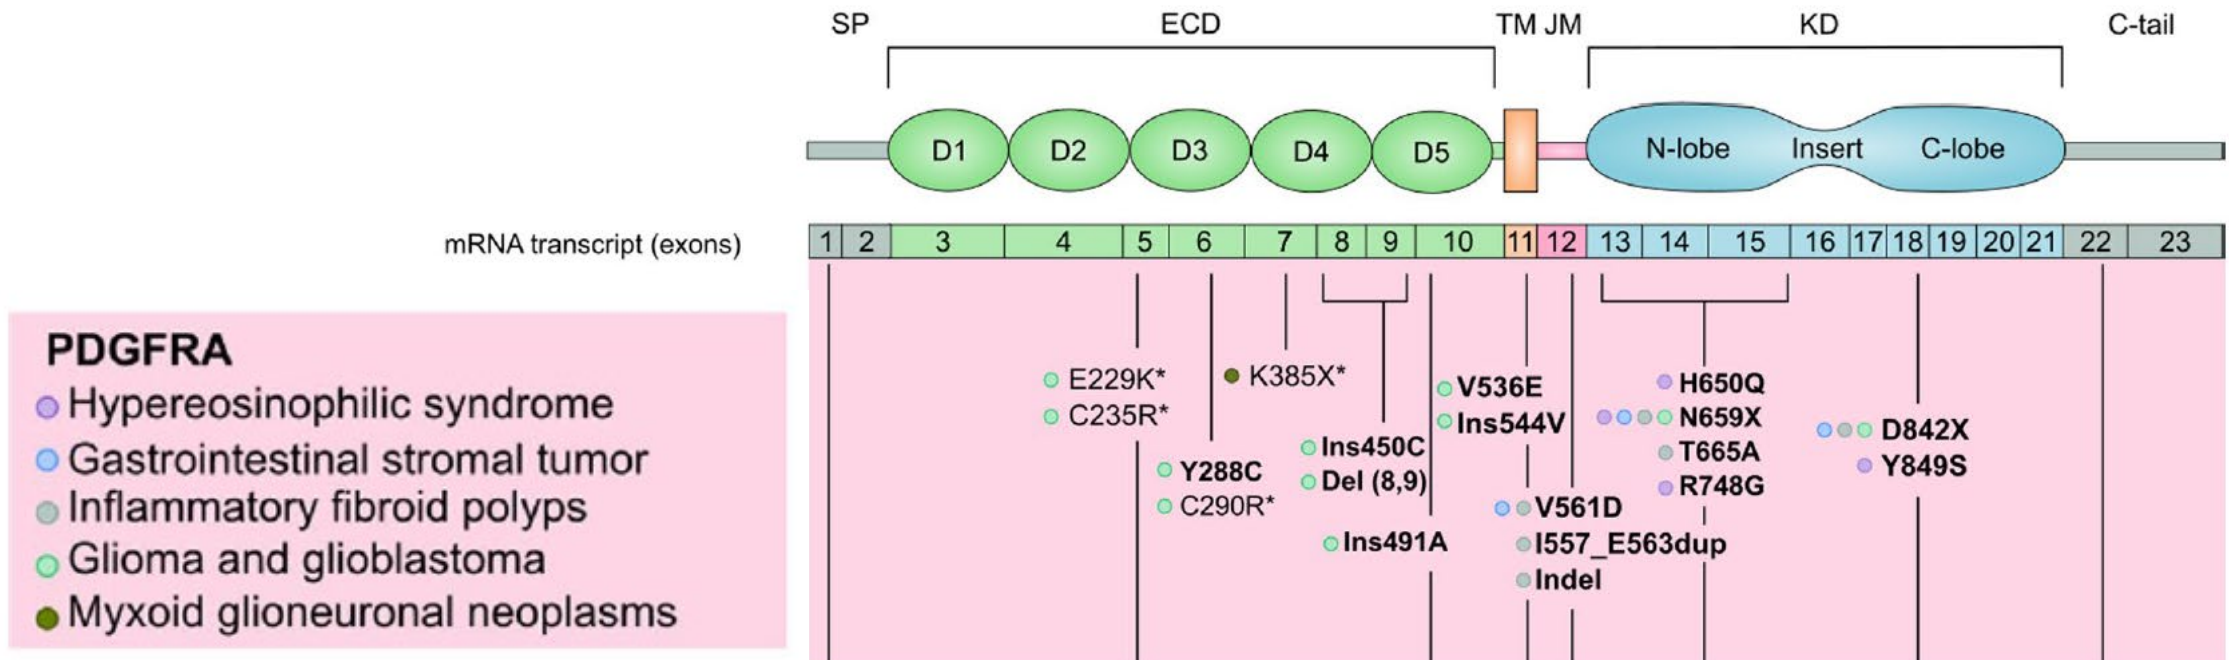 SP ECD TM JM KD C-tail
D1 D2 D3 D4 D5 N-lobe Insert C-lobe
mRNA transcript (exons) 1 2 3 4 5 6 7 8 9 10 11 12 13 14 15 16 17 18 19 20 21 22 23
PDGFRA
Hypereosinophilic syndrome
Gastrointestinal stromal tumor
Inflammatory fibroid polyps
Glioma and glioblastoma
Myxoid glioneuronal neoplasms
E229K*
C235R*
Y288C
C290R*
K385X*
Ins450C
Del (8,9)
Ins491A
V536E
Ins544V
V561D
I557_E563dup
Indel
H650Q
N659X
T665A
R748G
D842X
Y849S